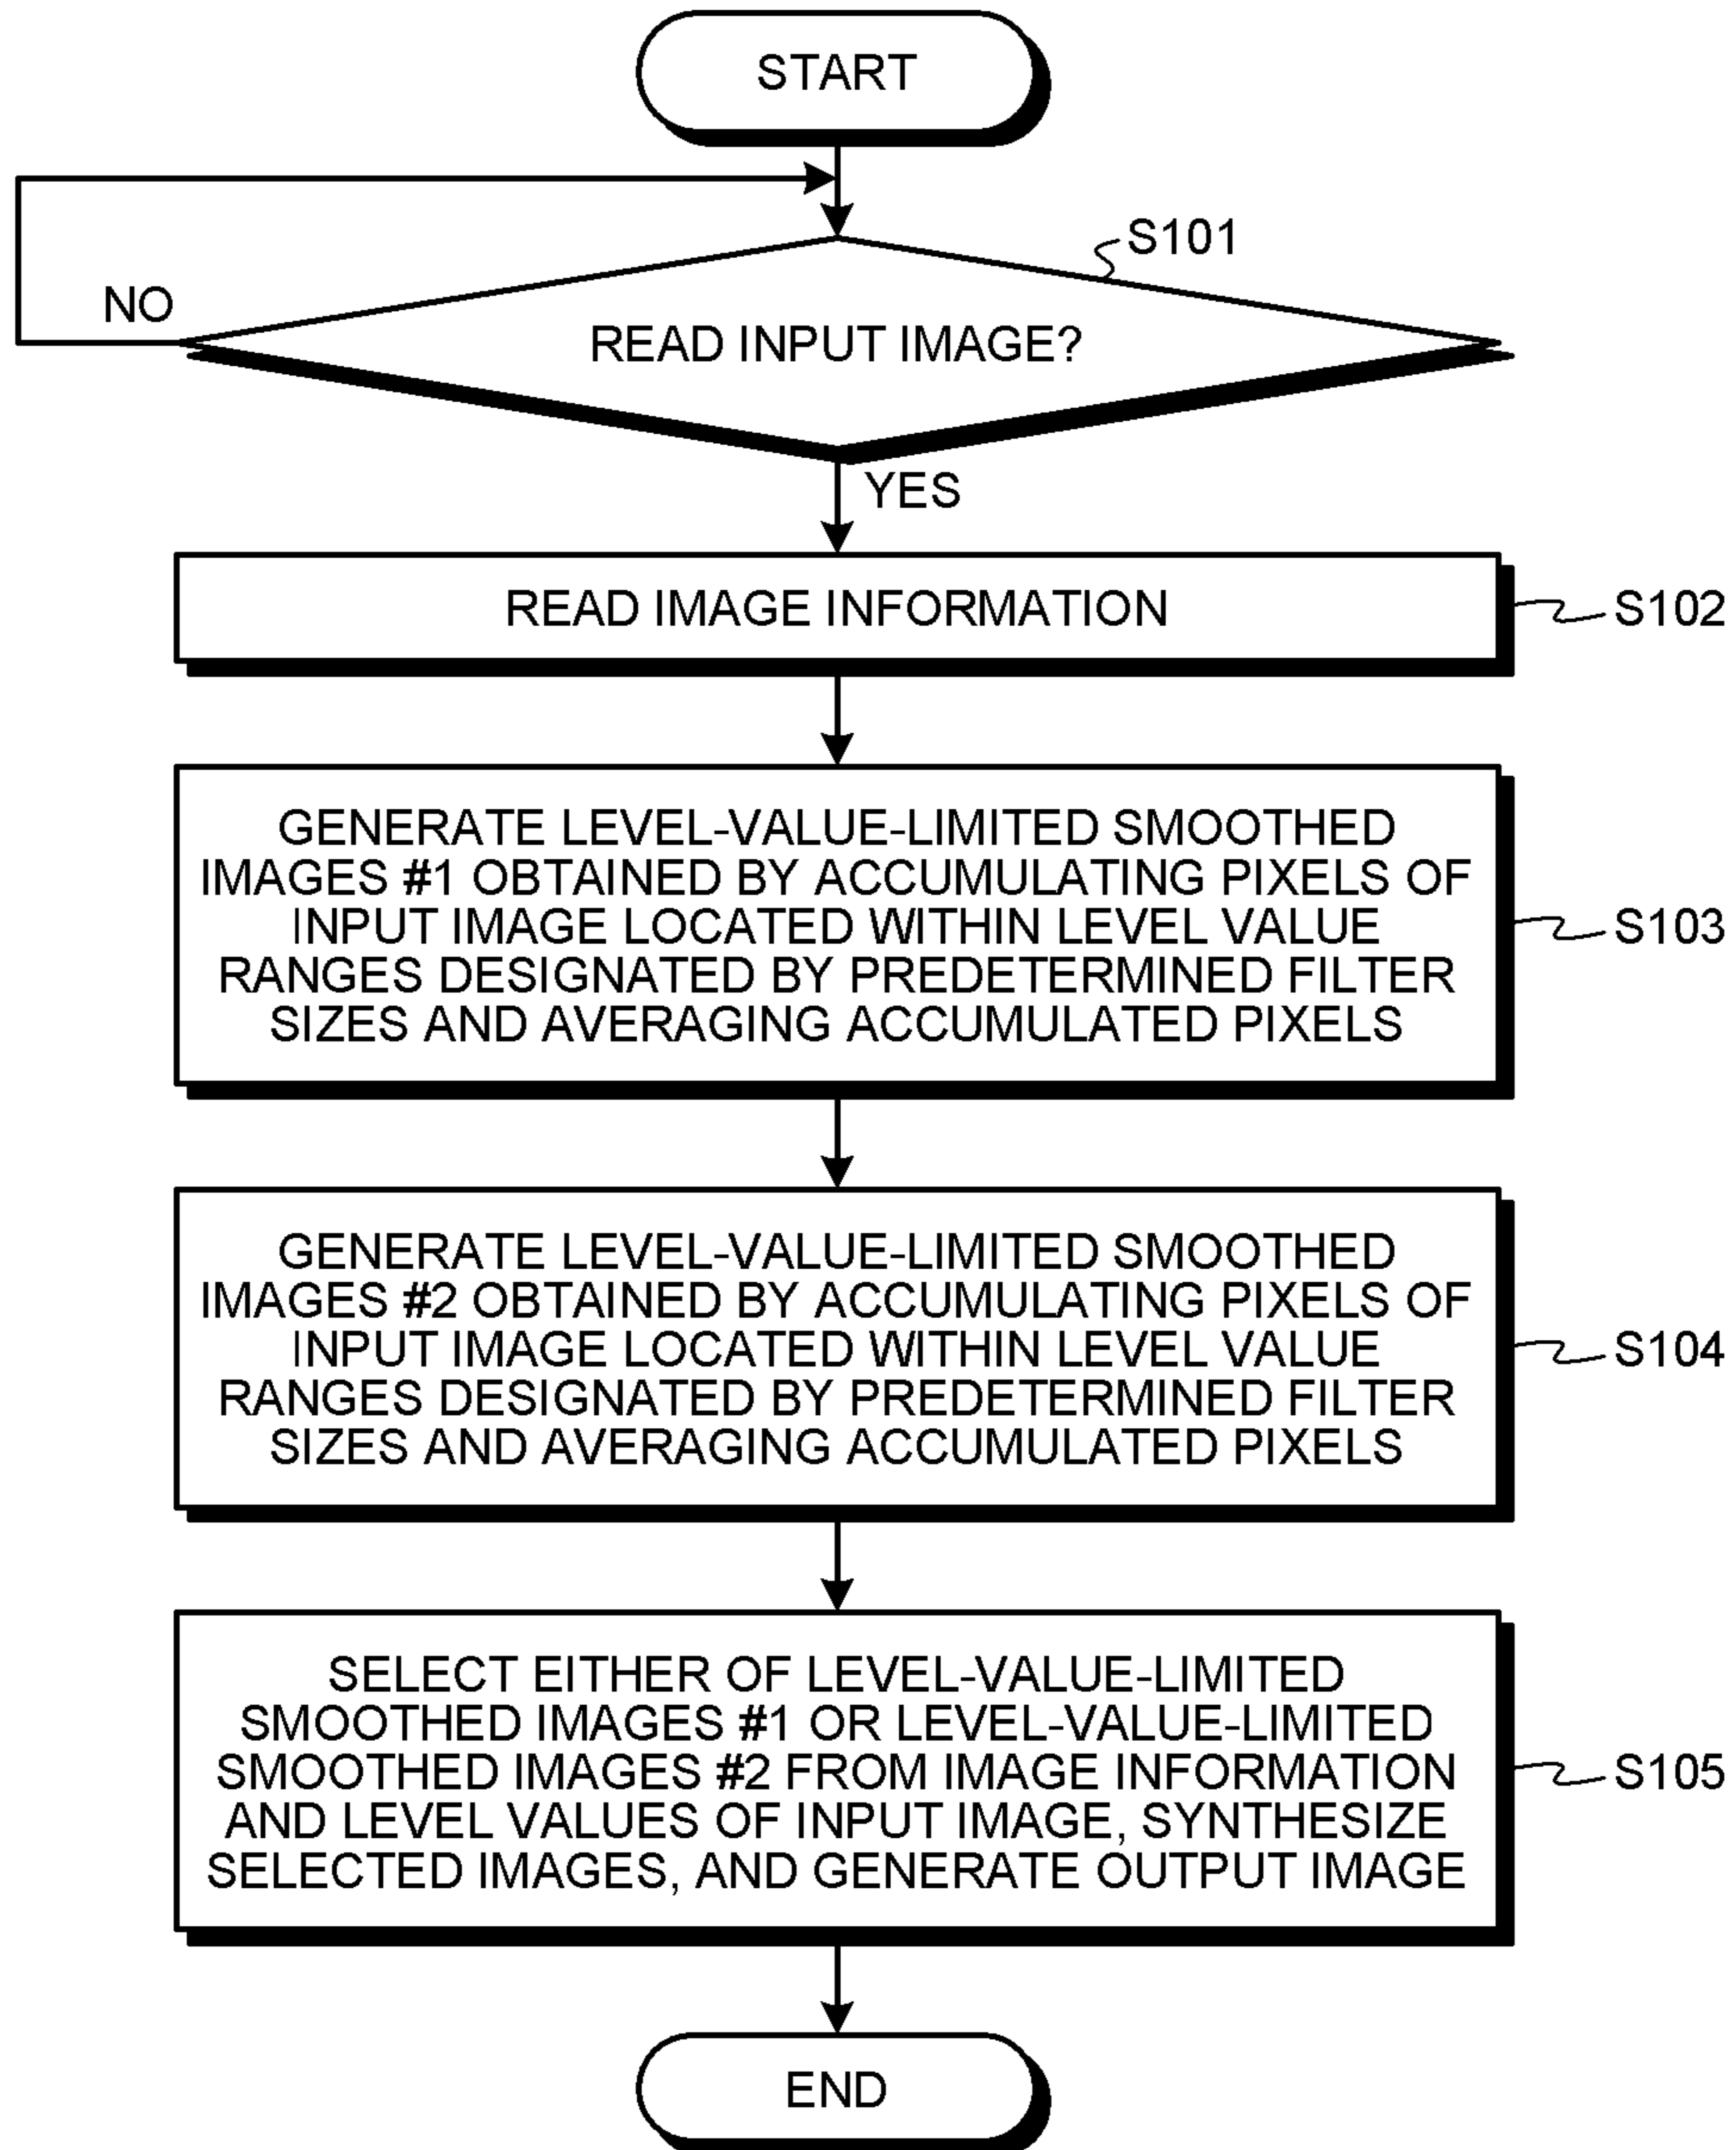 START
S101
NO
READ INPUT IMAGE?
YES
READ IMAGE INFORMATION
S102
GENERATE LEVEL-VALUE-LIMITED SMOOTHED
IMAGES #1 OBTAINED BY ACCUMULATING PIXELS OF
INPUT IMAGE LOCATED WITHIN LEVEL VALUE
RANGES DESIGNATED BY PREDETERMINED FILTER
SIZES AND AVERAGING ACCUMULATED PIXELS
S103
GENERATE LEVEL-VALUE-LIMITED SMOOTHED
IMAGES #2 OBTAINED BY ACCUMULATING PIXELS OF
INPUT IMAGE LOCATED WITHIN LEVEL VALUE
RANGES DESIGNATED BY PREDETERMINED FILTER
SIZES AND AVERAGING ACCUMULATED PIXELS
S104
SELECT EITHER OF LEVEL-VALUE-LIMITED
SMOOTHED IMAGES #1 OR LEVEL-VALUE-LIMITED
SMOOTHED IMAGES #2 FROM IMAGE INFORMATION
AND LEVEL VALUES OF INPUT IMAGE, SYNTHESIZE
SELECTED IMAGES, AND GENERATE OUTPUT IMAGE
S105
END